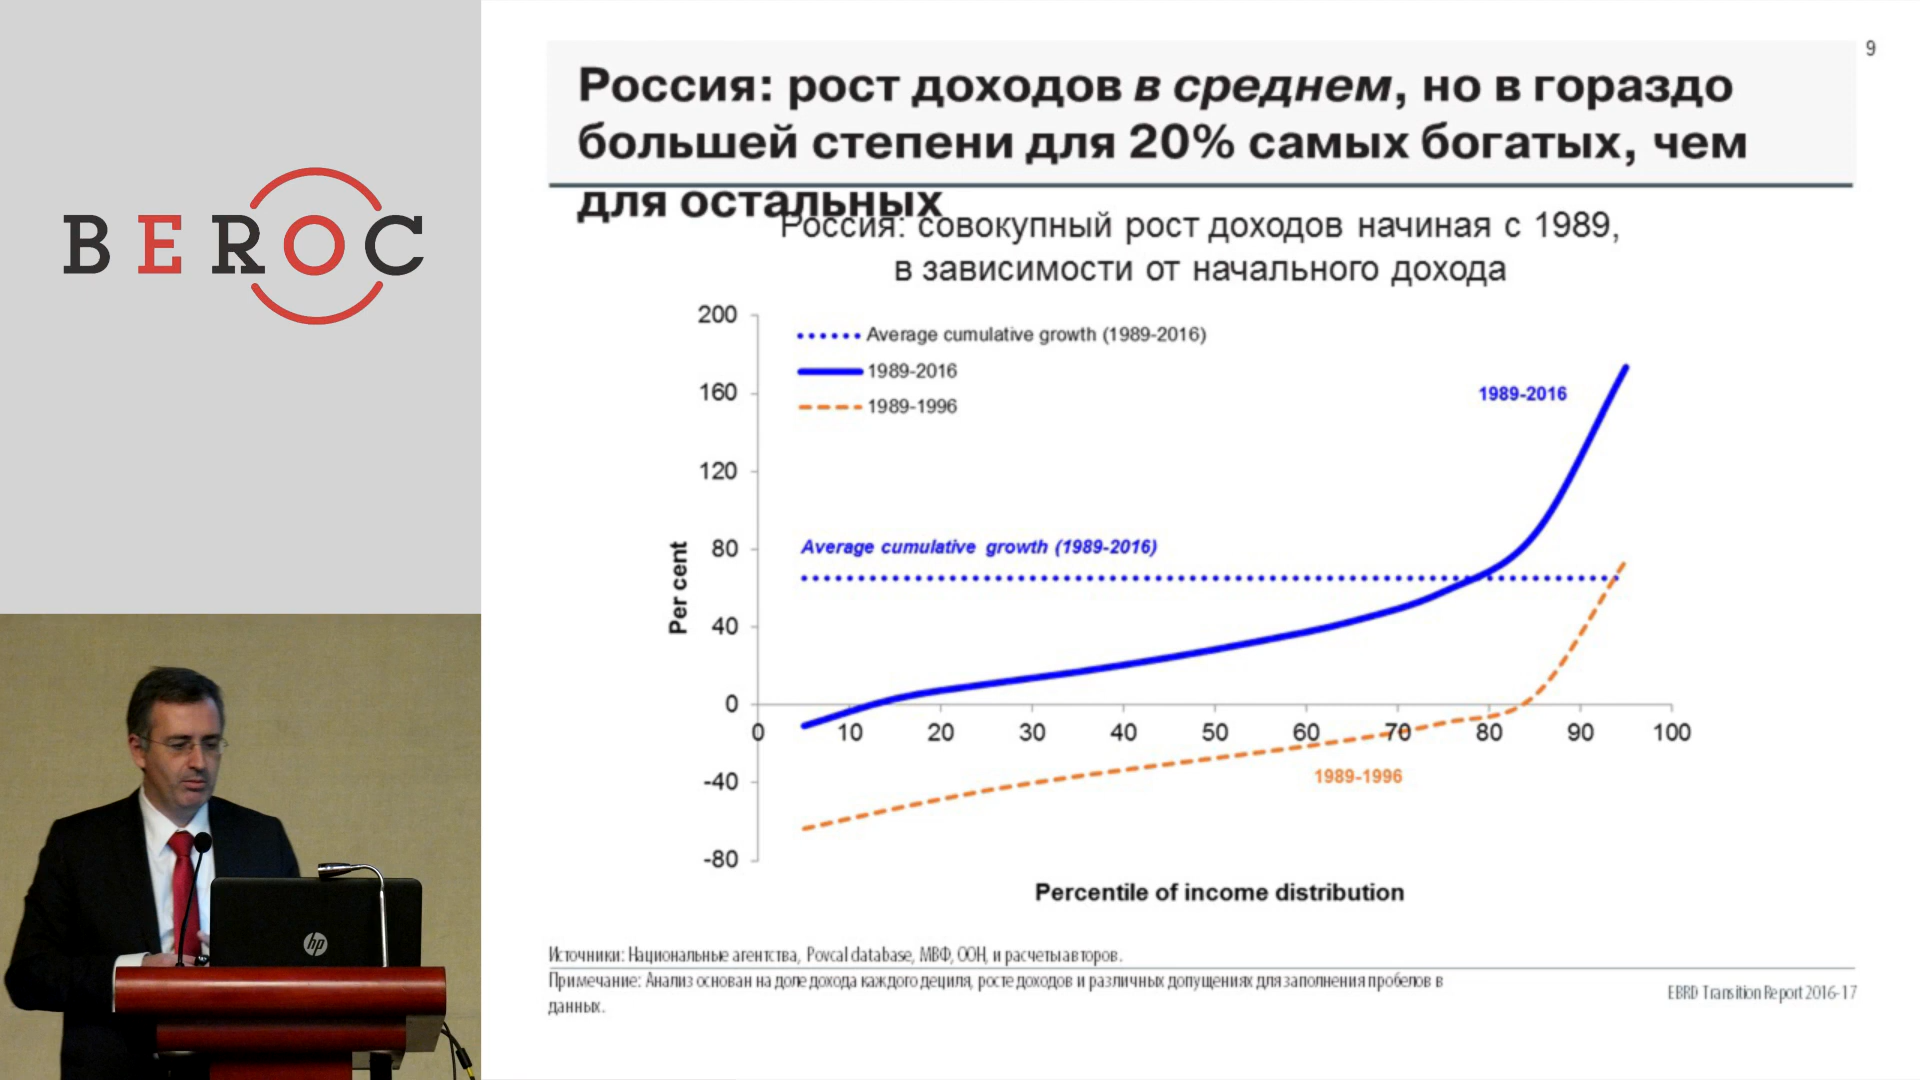 BEROC
9
Россия: рост доходов в среднем, но в гораздо
большей степени для 20% самых богатых, чем
для остальных
Россия: совокупный рост доходов начиная с 1989,
в зависимости от начального дохода
200
160
120
80
40
0
-40
-80
Per cent
Average cumulative growth (1989-2016)
1989-2016
1989-1996
1989-2016
Average cumulative growth (1989-2016)
0 10 20 30 40 50 60 70 80 90 100
1989-1996
Percentile of income distribution
Источники: Национальные агентства, Povcal database, МВФ, ООН, и расчеты авторов.
Примечание: Анализ основан на доле дохода каждого дециля, росте доходов и различных допущениях для заполнения пробелов в
данных.
EBRD Transition Report 2016-17
hp